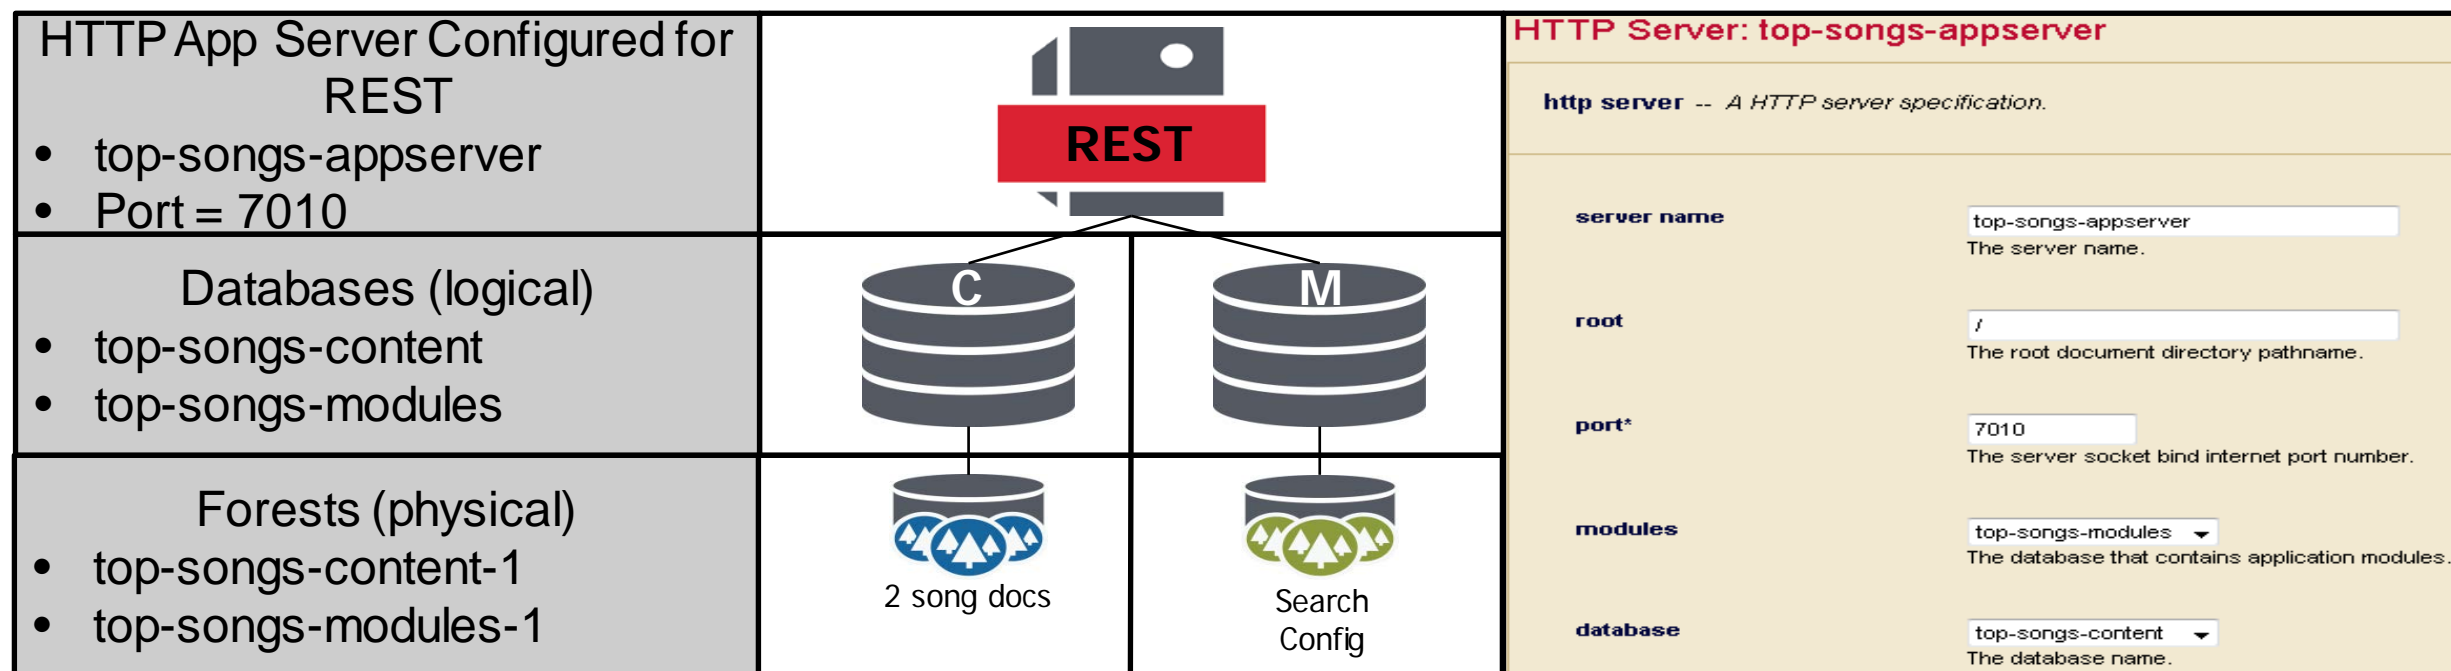 HTTP App Server Configured for
REST
• top-songs-appserver
• Port = 7010
Databases (logical)
• top-songs-content
• top-songs-modules
Forests (physical)
• top-songs-content-1
• top-songs-modules-1
REST
C
M
2 song docs
Search
Config
HTTP Server: top-songs-appserver
http server -- A HTTP server specification.
server name
top-songs-appserver
The server name.
root
/
The root document directory pathname.
port*
7010
The server socket bind internet port number.
modules
top-songs-modules
The database that contains application modules.
database
top-songs-content
The database name.